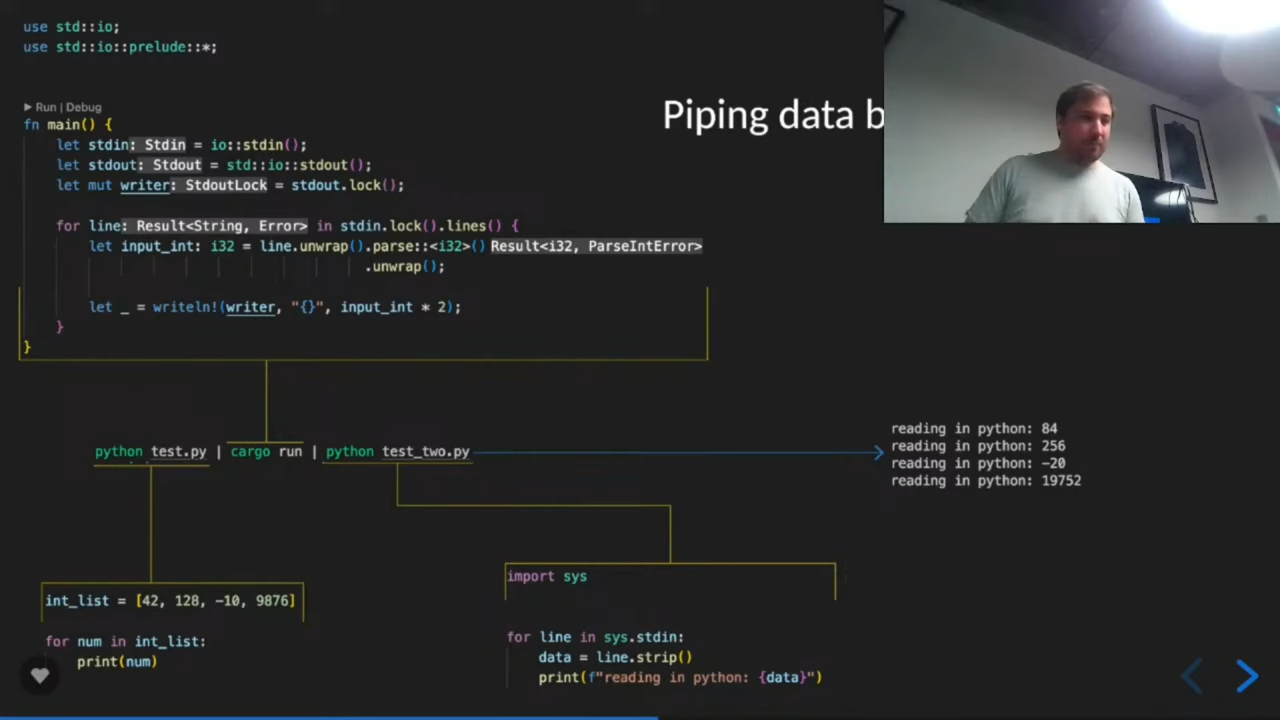 use std::io;
use std::io::prelude::*;
Piping data b
▶ Run | Debug
fn main() {
let stdin: Stdin = io::stdin();
let stdout: Stdout = std::io::stdout();
let mut writer: StdoutLock = stdout.lock();
for line: Result<String, Error> in stdin.lock().lines() {
let input_int: i32 = line.unwrap().parse::<i32>() Result<i32, ParseIntError>
.unwrap();
let _ = writeln!(writer, "{}", input_int * 2);
}
}
python test.py | cargo run | python test_two.py
reading in python: 84
reading in python: 256
reading in python: -20
reading in python: 19752
int_list = [42, 128, -10, 9876]
for num in int_list:
print(num)
import sys
for line in sys.stdin:
data = line.strip()
print(f"reading in python: {data}")